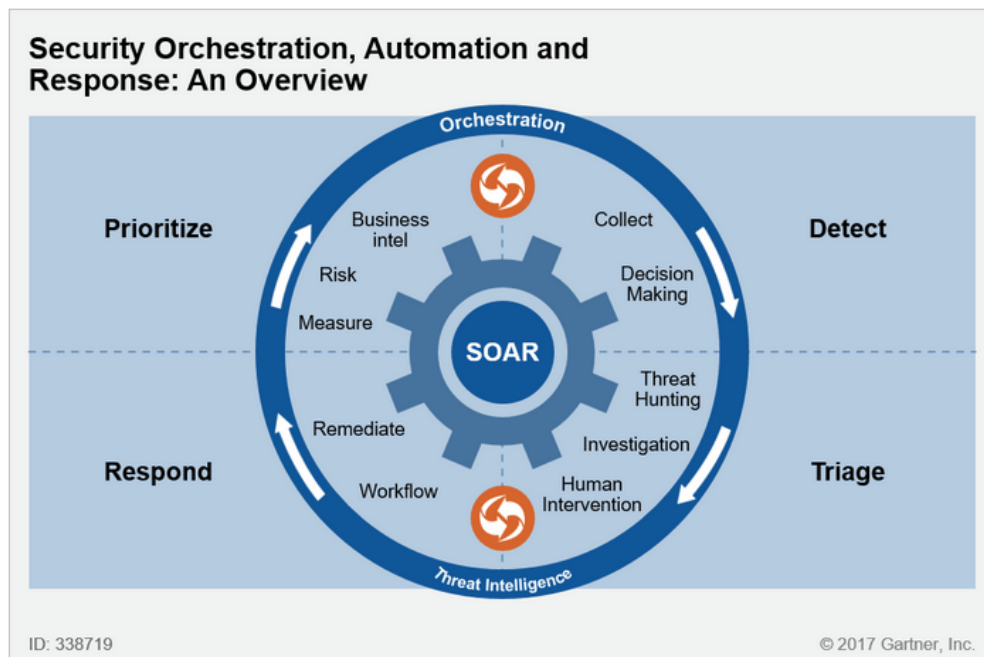 Security Orchestration, Automation and
Response: An Overview
Orchestration
Prioritize
Detect
Business
intel
Risk
Measure
Collect
Decision
Making
SOAR
Threat
Hunting
Investigation
Human
Intervention
Remediate
Workflow
Respond
Triage
Threat Intelligence
ID: 338719
© 2017 Gartner, Inc.